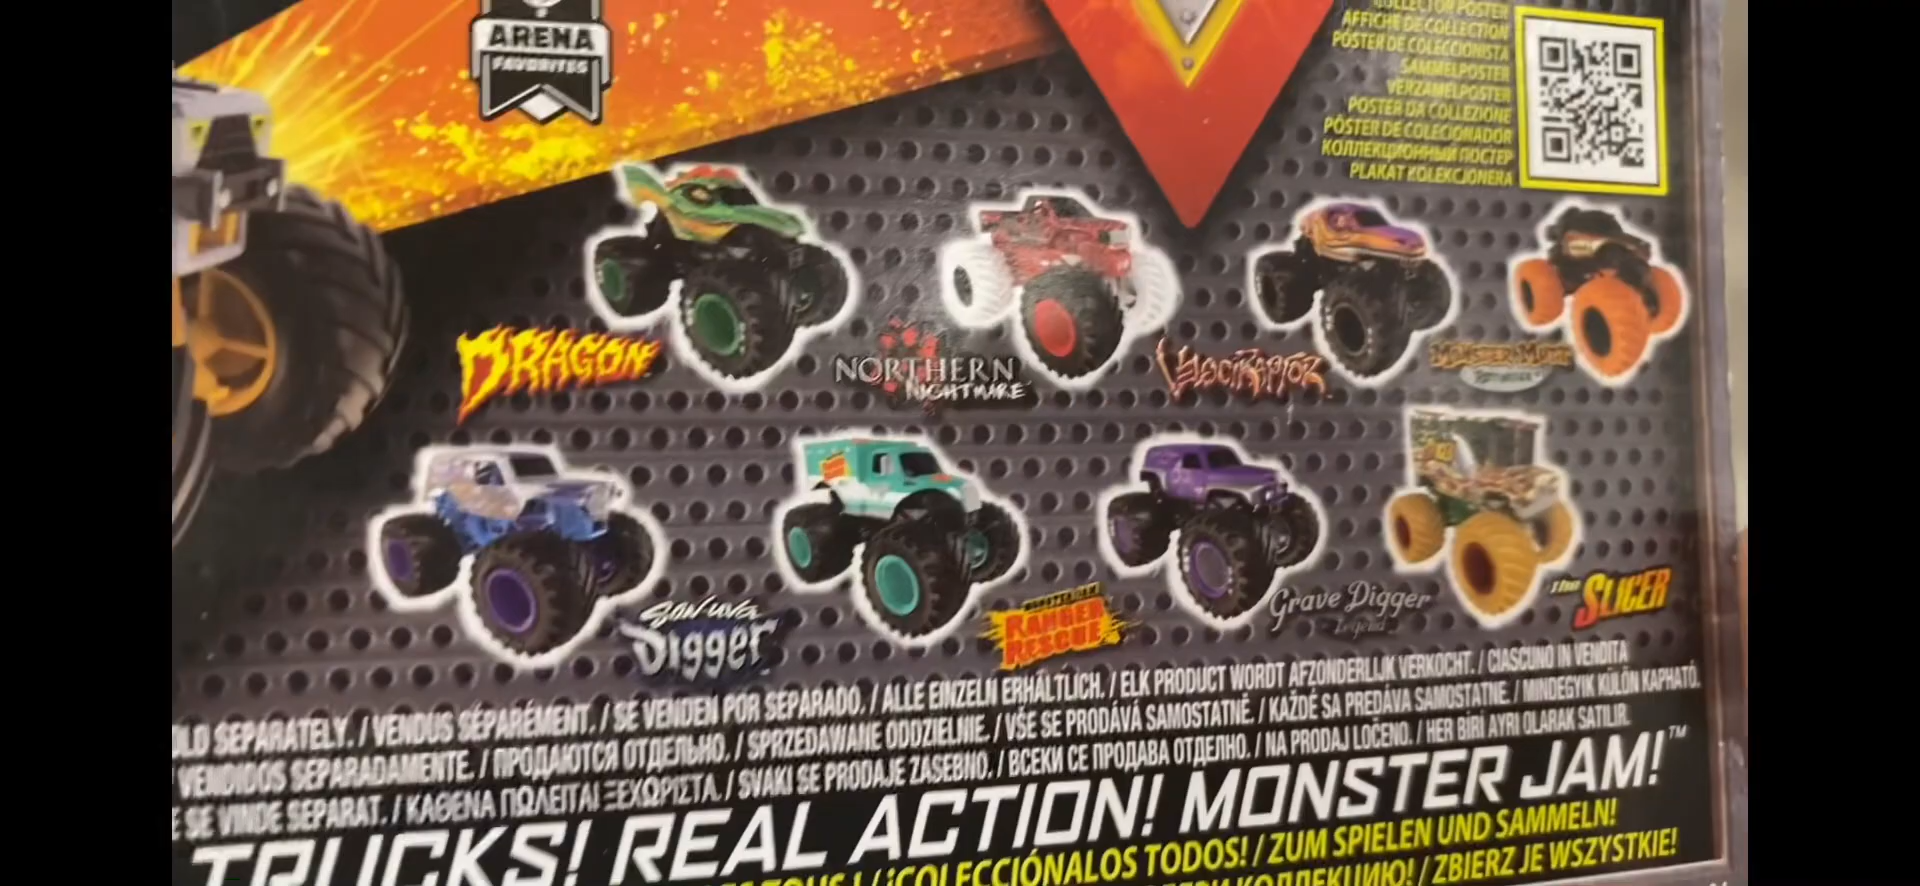 ARENA
FAVORITES
COLLECTOR POSTER
AFFICHE DE COLLECTION
PÓSTER DE COLECCIONISTA
SAMMELPOSTER
VERZAMELPOSTER
POSTER DA COLLEZIONE
PÔSTER DE COLECIONADOR
КОЛЛЕКЦИОННЫЙ ПОСТЕР
PLAKAT KOLEKCJONERA
DRAGON
NORTHERN
NIGHTMARE
VELOCIRAPTOR
MONSTER MUTT
SON-UVA
DIGGER
RANGER
RESCUE
Grave Digger
Legend
THE SLICER
OLD SEPARATELY. / VENDUS SÉPARÉMENT. / SE VENDEN POR SEPARADO. / ALLE EINZELN ERHÄLTLICH. / ELK PRODUCT WORDT AFZONDERLIJK VERKOCHT. / CIASCUNO IN VENDITA
VENDIDOS SEPARADAMENTE. / ПРОДАЮТСЯ ОТДЕЛЬНО. / SPRZEDAWANE ODDZIELNIE. / VŠE SE PRODÁVÁ SAMOSTATNĚ. / KAŽDÉ SA PREDÁVA SAMOSTATNE. / MINDEGYIK KÜLÖN KAPHATÓ.
E SE VINDE SEPARAT. / ΚΑΘΕΝΑ ΠΩΛΕΙΤΑΙ ΞΕΧΩΡΙΣΤΑ. / SVAKI SE PRODAJE ZASEBNO. / ВСЕКИ СЕ ПРОДАВА ОТДЕЛНО. / NA PRODAJ LOČENO. / HER BİRİ AYRI OLARAK SATILIR.
TRUCKS! REAL ACTION! MONSTER JAM!™
¡COLECCIÓNALOS TODOS! / ZUM SPIELEN UND SAMMELN!
КОЛЛЕКЦИЮ! / ZBIERZ JE WSZYSTKIE!